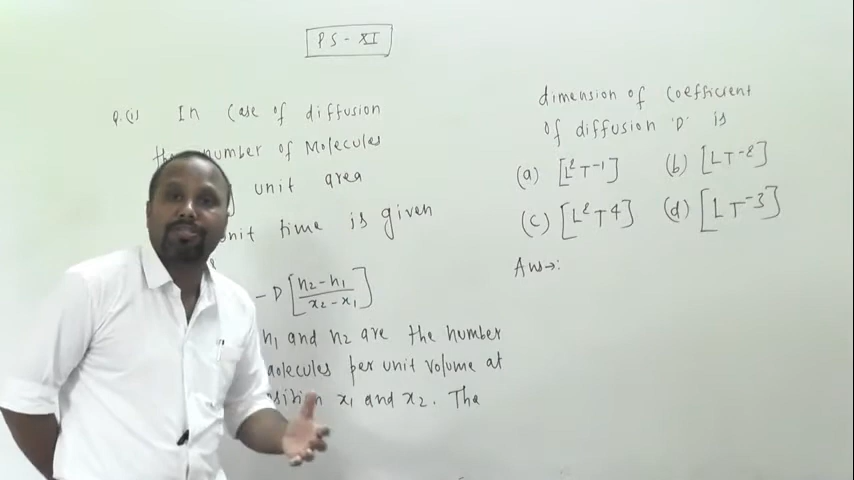 PS - XI
Q.(1) In Case of diffusion
number of Molecules
unit area
unit time is given
- D [n2 - n1 / x2 - x1]
n1 and n2 are the number
molecules per unit volume at
x1 and x2. The
dimension of Coefficient
of diffusion 'D' is
(a) [L²T⁻¹] (b) [LT⁻²]
(c) [L²T4] (d) [LT⁻³]
Ans→: